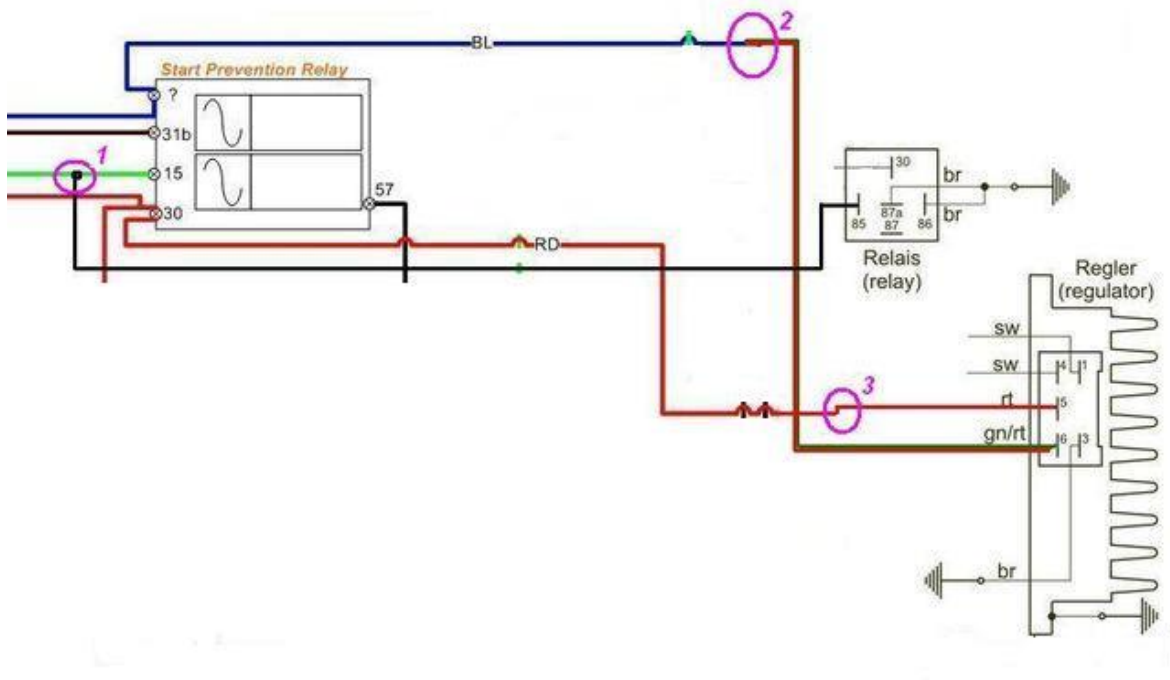 2
BL
Start Prevention Relay
?
31b
1
15
57
30
RD
30
br
87a
br
85
87
86
Relais
(relay)
Regler
(regulator)
sw
sw
4
1
3
rt
5
gn/rt
6
3
br